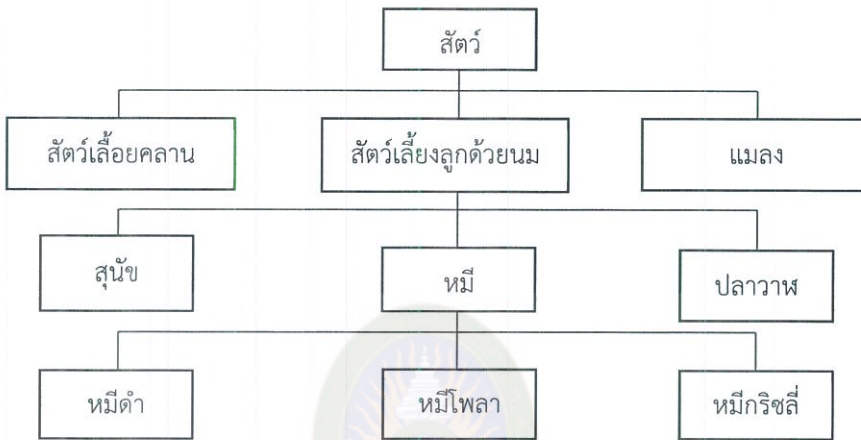 สัตว์
สัตว์เลื้อยคลาน สัตว์เลี้ยงลูกด้วยนม แมลง
สุนัข หมี ปลาวาฬ
หมีดำ หมีโพลา หมีกริซลี่